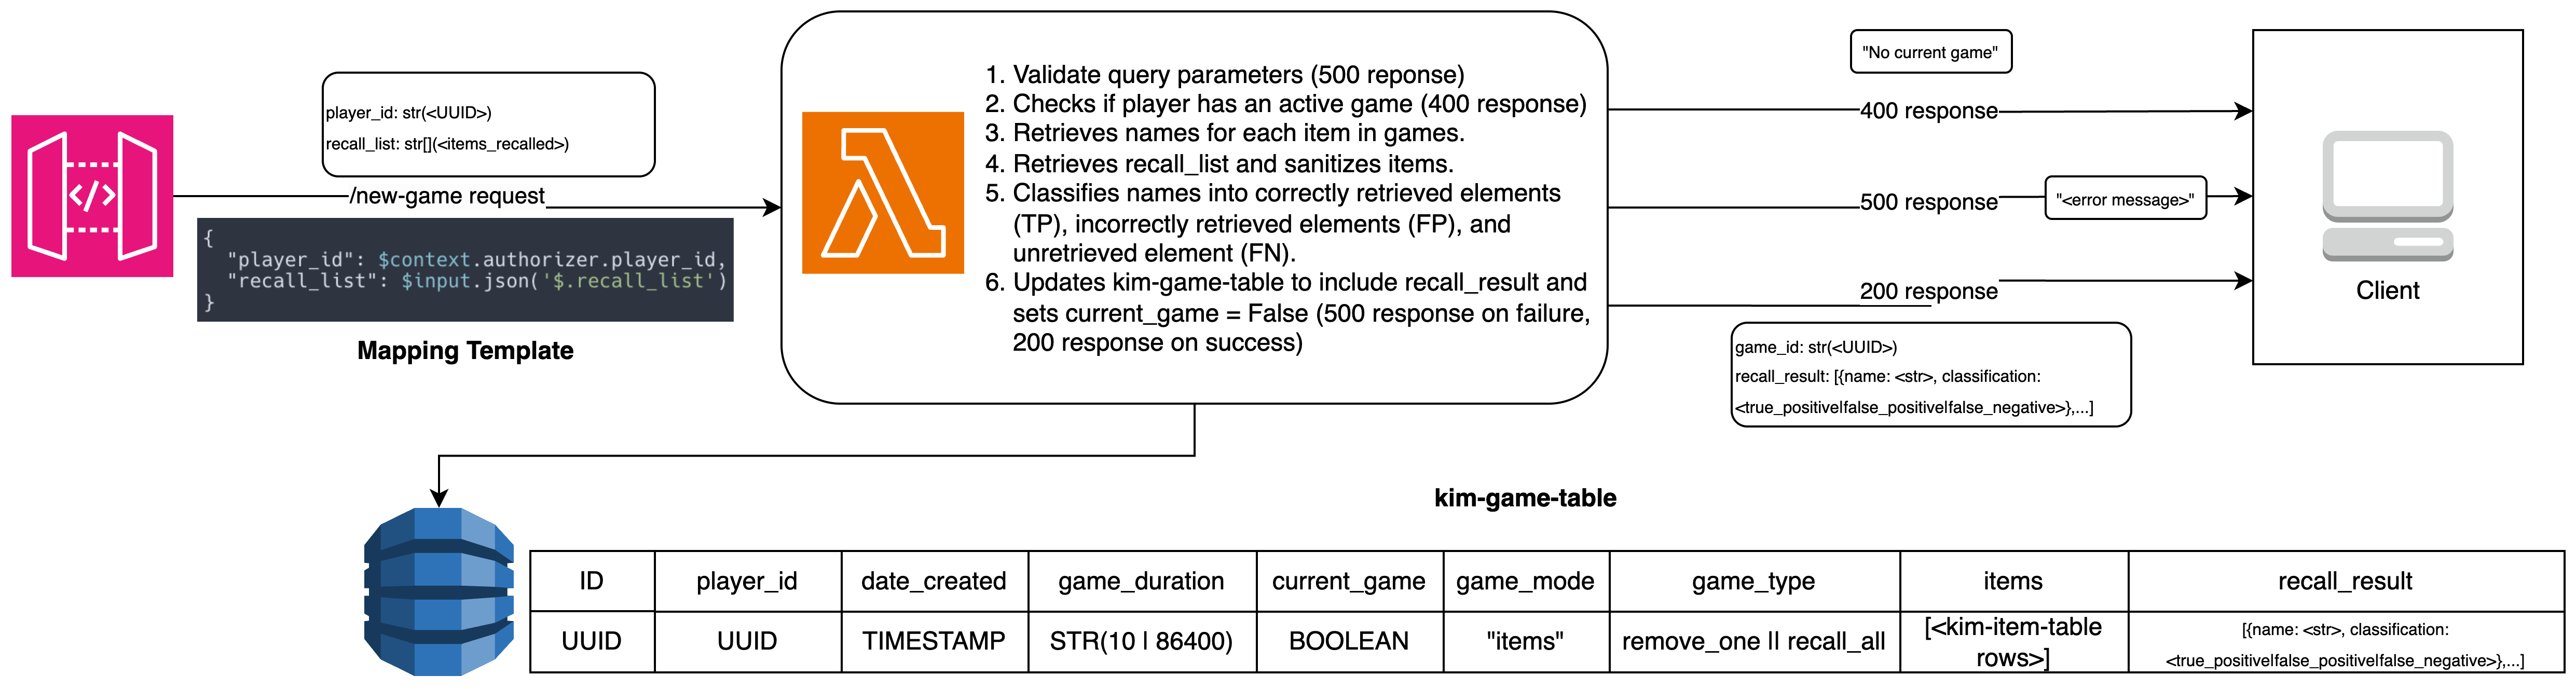 player_id: str(<UUID>)
recall_list: str[](<items_recalled>)
/new-game request
{
"player_id": $context.authorizer.player_id,
"recall_list": $input.json('$.recall_list')
}
Mapping Template
1. Validate query parameters (500 reponse)
2. Checks if player has an active game (400 response)
3. Retrieves names for each item in games.
4. Retrieves recall_list and sanitizes items.
5. Classifies names into correctly retrieved elements
(TP), incorrectly retrieved elements (FP), and
unretrieved element (FN).
6. Updates kim-game-table to include recall_result and
sets current_game = False (500 response on failure,
200 response on success)
"No current game"
400 response
500 response
"<error message>"
200 response
game_id: str(<UUID>)
recall_result: [{name: <str>, classification:
<true_positive|false_positive|false_negative>},...]
Client
kim-game-table
ID player_id date_created game_duration current_game game_mode game_type items recall_result
UUID UUID TIMESTAMP STR(10 | 86400) BOOLEAN "items" remove_one || recall_all
[<kim-item-table
rows>]
[{name: <str>, classification:
<true_positive|false_positive|false_negative>},...]